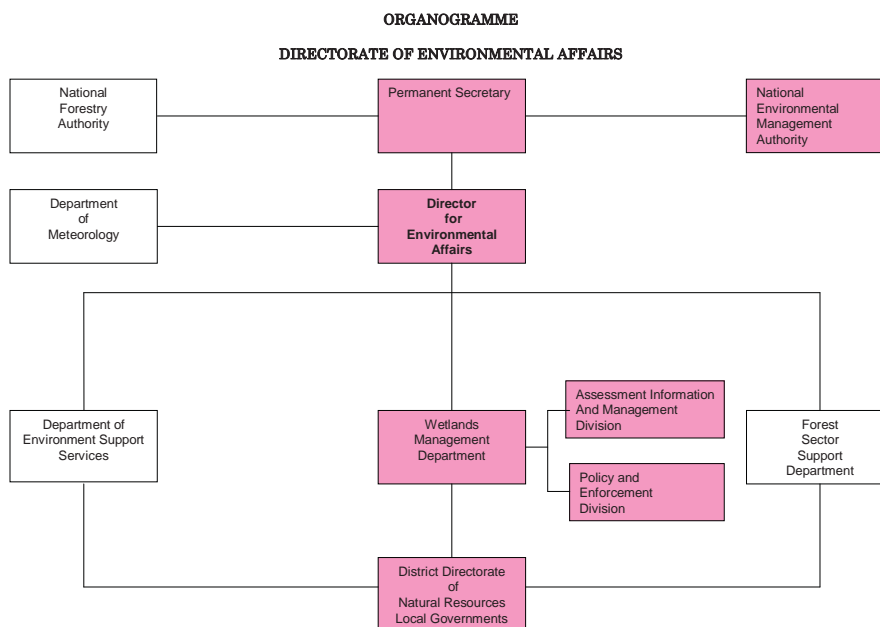 ORGANOGRAMME
DIRECTORATE OF ENVIRONMENTAL AFFAIRS
National
Forestry
Authority
Permanent Secretary
National
Environmental
Management
Authority
Department
of
Meteorology
Director
for
Environmental
Affairs
Department of
Environment Support
Services
Wetlands
Management
Department
Assessment Information
And Management
Division
Policy and
Enforcement
Division
Forest
Sector
Support
Department
District Directorate
of
Natural Resources
Local Governments